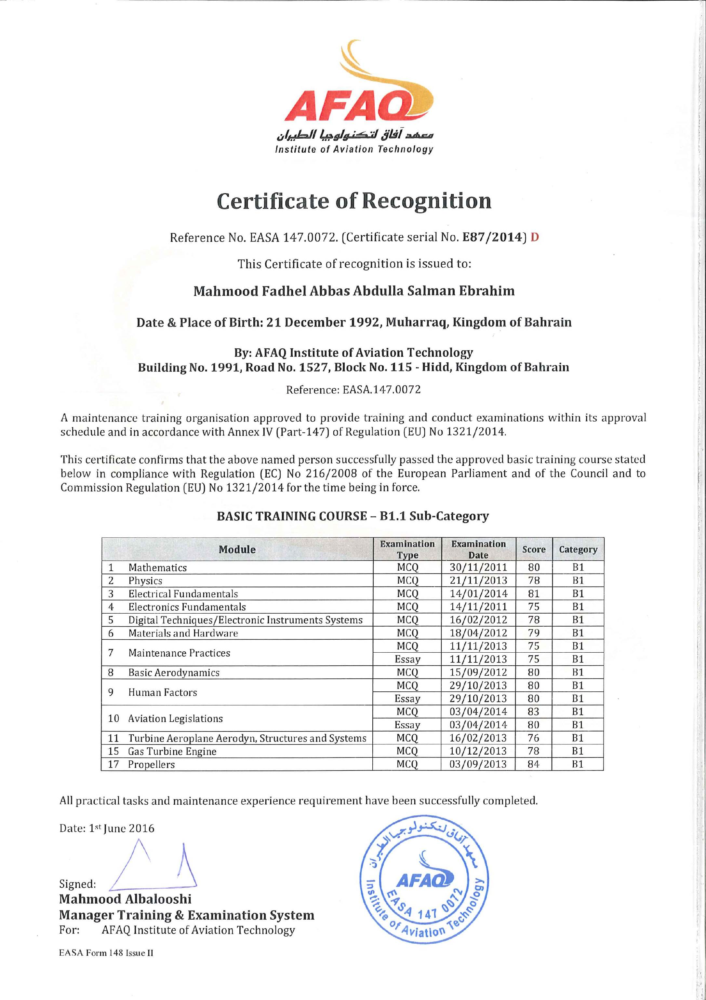 AFAQ
معهد آفاق لتكنولوجيا الطيران
Institute of Aviation Technology
Certificate of Recognition
Reference No. EASA 147.0072. (Certificate serial No. E87/2014) D
This Certificate of recognition is issued to:
Mahmood Fadhel Abbas Abdulla Salman Ebrahim
Date & Place of Birth: 21 December 1992, Muharraq, Kingdom of Bahrain
By: AFAQ Institute of Aviation Technology
Building No. 1991, Road No. 1527, Block No. 115 - Hidd, Kingdom of Bahrain
Reference: EASA.147.0072
A maintenance training organisation approved to provide training and conduct examinations within its approval
schedule and in accordance with Annex IV (Part-147) of Regulation (EU) No 1321/2014.
This certificate confirms that the above named person successfully passed the approved basic training course stated
below in compliance with Regulation (EC) No 216/2008 of the European Parliament and of the Council and to
Commission Regulation (EU) No 1321/2014 for the time being in force.
BASIC TRAINING COURSE – B1.1 Sub-Category
Module Examination Type Examination Date Score Category
1 Mathematics MCQ 30/11/2011 80 B1
2 Physics MCQ 21/11/2013 78 B1
3 Electrical Fundamentals MCQ 14/01/2014 81 B1
4 Electronics Fundamentals MCQ 14/11/2011 75 B1
5 Digital Techniques/Electronic Instruments Systems MCQ 16/02/2012 78 B1
6 Materials and Hardware MCQ 18/04/2012 79 B1
7 Maintenance Practices MCQ 11/11/2013 75 B1
Essay 11/11/2013 75 B1
8 Basic Aerodynamics MCQ 15/09/2012 80 B1
9 Human Factors MCQ 29/10/2013 80 B1
Essay 29/10/2013 80 B1
10 Aviation Legislations MCQ 03/04/2014 83 B1
Essay 03/04/2014 80 B1
11 Turbine Aeroplane Aerodyn, Structures and Systems MCQ 16/02/2013 76 B1
15 Gas Turbine Engine MCQ 10/12/2013 78 B1
17 Propellers MCQ 03/09/2013 84 B1
All practical tasks and maintenance experience requirement have been successfully completed.
Date: 1st June 2016
Signed:
Mahmood Albalooshi
Manager Training & Examination System
For: AFAQ Institute of Aviation Technology
EASA Form 148 Issue II
معهد آفاق لتكنولوجيا الطيران
AFAQ
EASA 147 0072
Institute of Aviation Technology